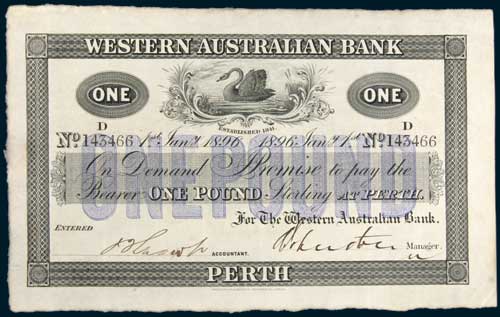 WESTERN AUSTRALIAN BANK
ONE ONE
ESTABLISHED 1841.
D D
No 143466 1st Jany 1896 1896 Jany 1st No 143466
On Demand Promise to pay the
Bearer ONE POUND Sterling AT PERTH.
ONE POUND
For The Western Australian Bank.
ENTERED
ACCOUNTANT. Manager.
PERTH